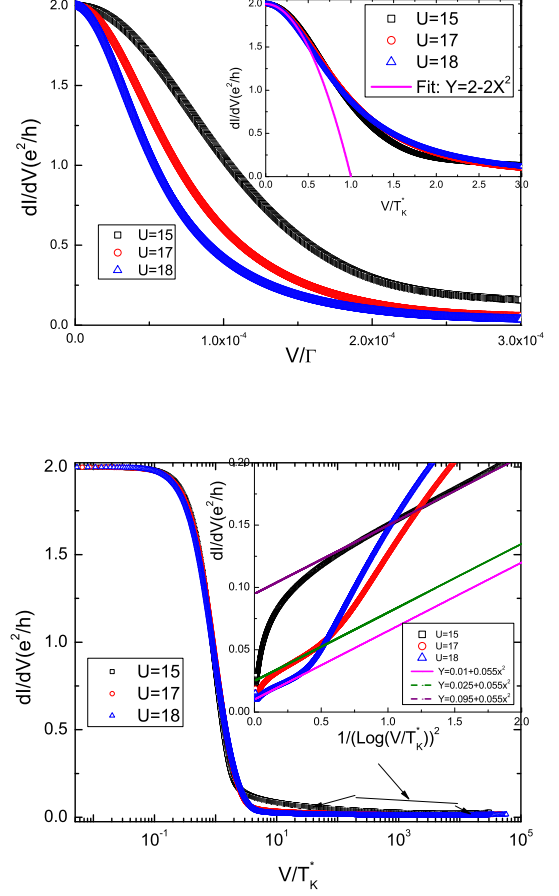 2.0
1.5
1.0
0.5
0.0
dI/dV(e²/h)
U=15
U=17
U=18
0.0
1.0x10⁻⁴
2.0x10⁻⁴
3.0x10⁻⁴
V/Γ
2.0
1.5
1.0
0.5
0.0
dI/dV(e²/h)
U=15
U=17
U=18
Fit: Y=2-2X²
0.0
0.5
1.0
1.5
2.0
2.5
3.0
V/T*K
2.0
1.5
1.0
0.5
0.0
dI/dV(e²/h)
U=15
U=17
U=18
10⁻¹
10¹
10³
10⁵
V/T*K
0.20
0.15
0.10
0.05
0.00
dI/dV(e²/h)
U=15
U=17
U=18
Y=0.01+0.055x²
Y=0.025+0.055x²
Y=0.095+0.055x²
0.0
0.5
1.0
1.5
2.0
1/(Log(V/T*K))²